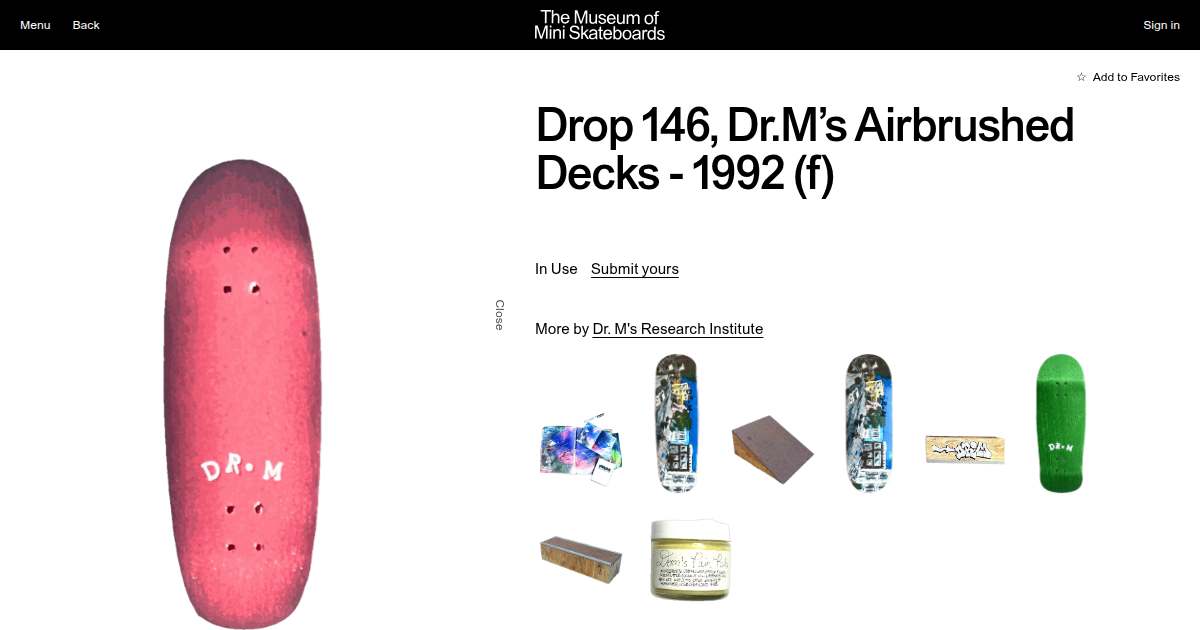 Menu
Back
The Museum of
Mini Skateboards
Sign in
☆ Add to Favorites
Drop 146, Dr.M’s Airbrushed
Decks - 1992 (f)
In Use
Submit yours
Close
More by Dr. M's Research Institute
DR•M
DR•M